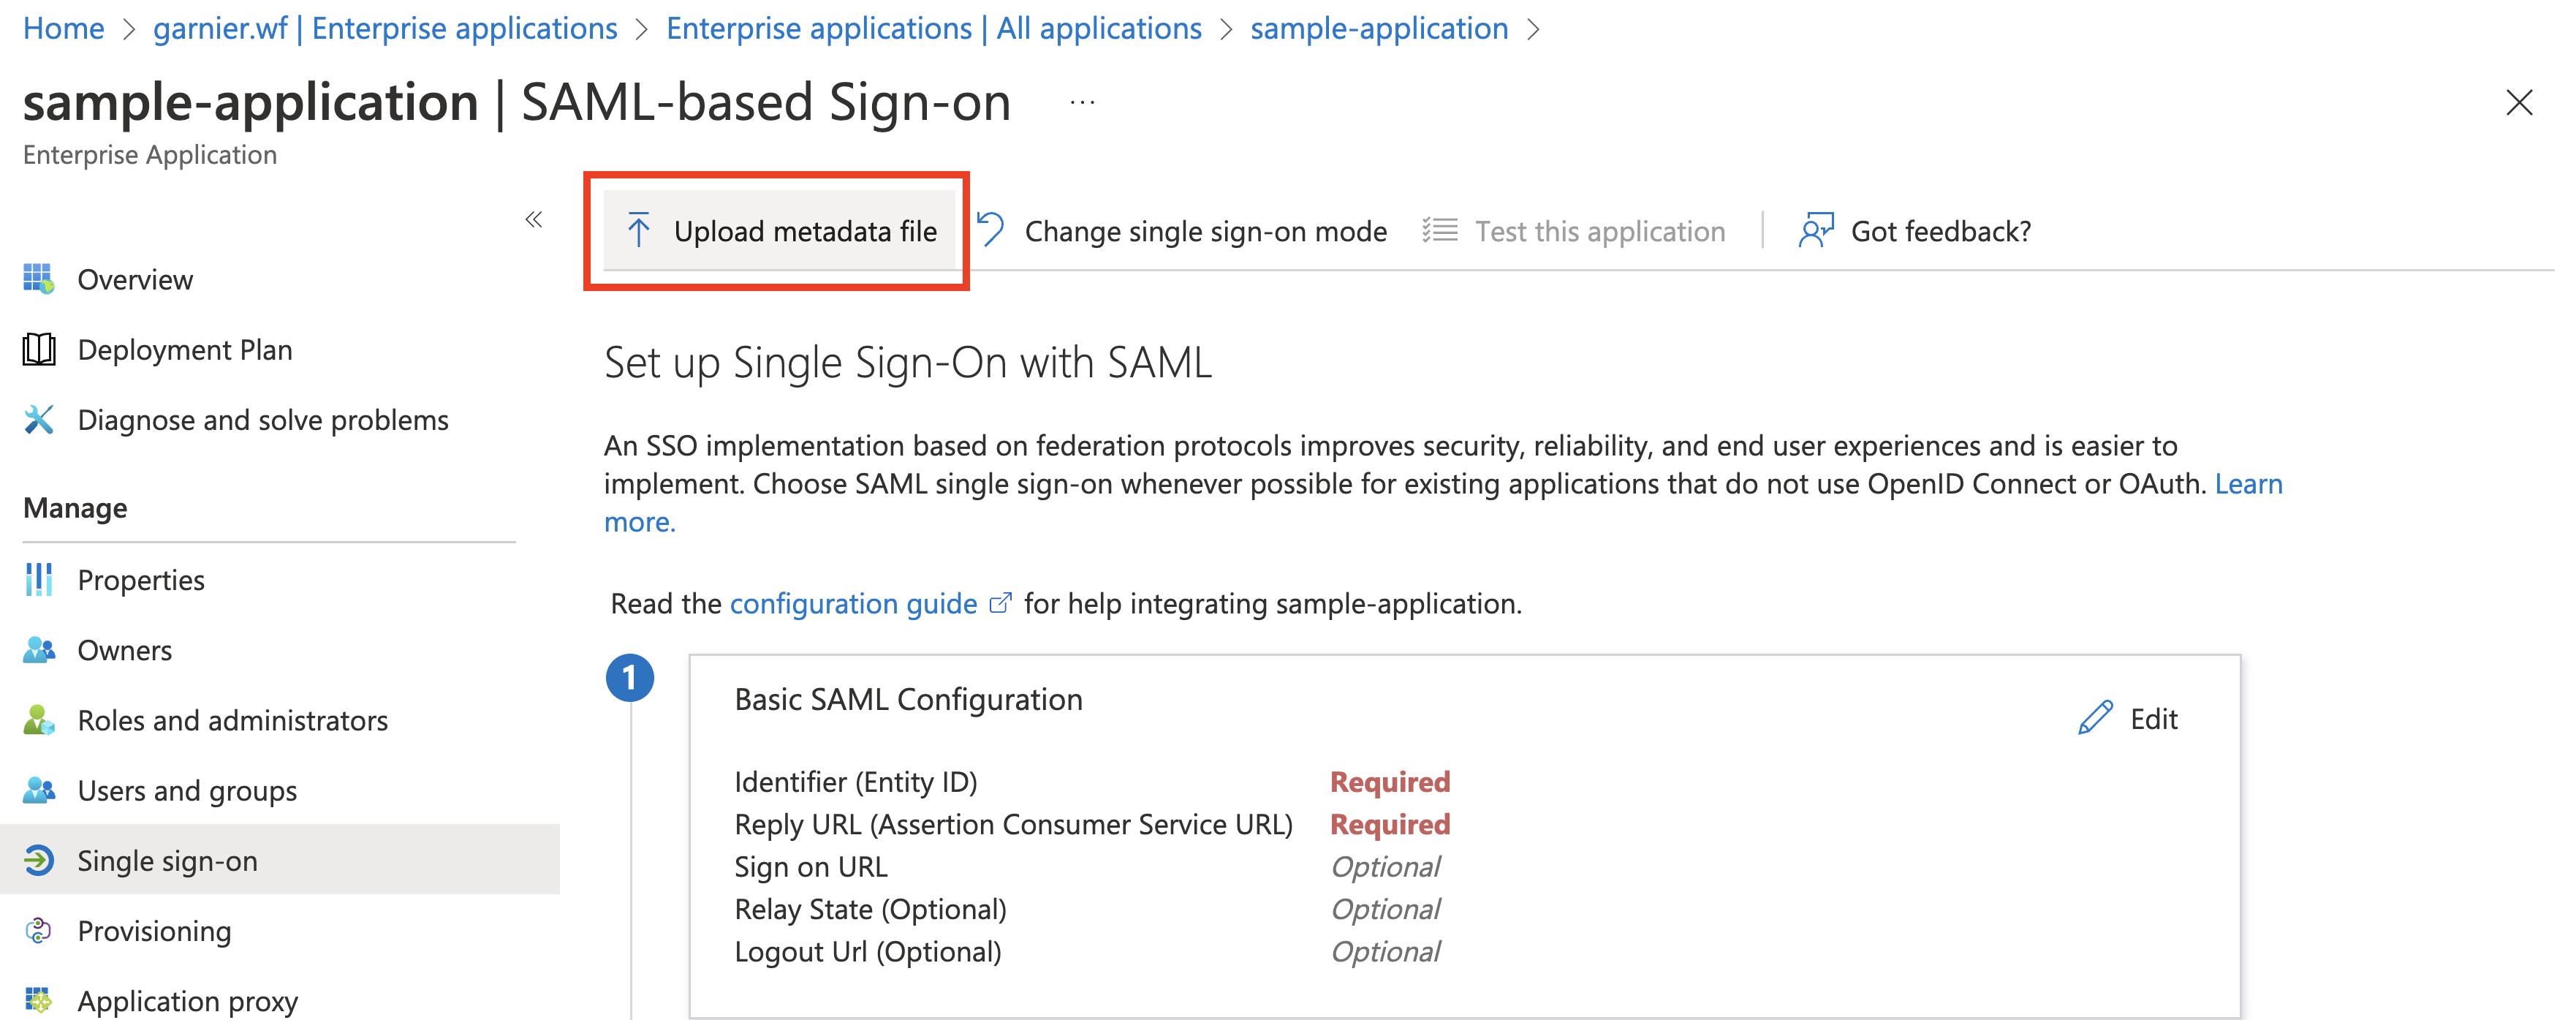 Home > garnier.wf | Enterprise applications > Enterprise applications | All applications > sample-application >
sample-application | SAML-based Sign-on ...
Enterprise Application
«
Overview
Deployment Plan
Diagnose and solve problems
Manage
Properties
Owners
Roles and administrators
Users and groups
Single sign-on
Provisioning
Application proxy
Upload metadata file Change single sign-on mode Test this application | Got feedback?
Set up Single Sign-On with SAML
An SSO implementation based on federation protocols improves security, reliability, and end user experiences and is easier to
implement. Choose SAML single sign-on whenever possible for existing applications that do not use OpenID Connect or OAuth. Learn
more.
Read the configuration guide for help integrating sample-application.
1
Basic SAML Configuration
Edit
Identifier (Entity ID) Required
Reply URL (Assertion Consumer Service URL) Required
Sign on URL Optional
Relay State (Optional) Optional
Logout Url (Optional) Optional